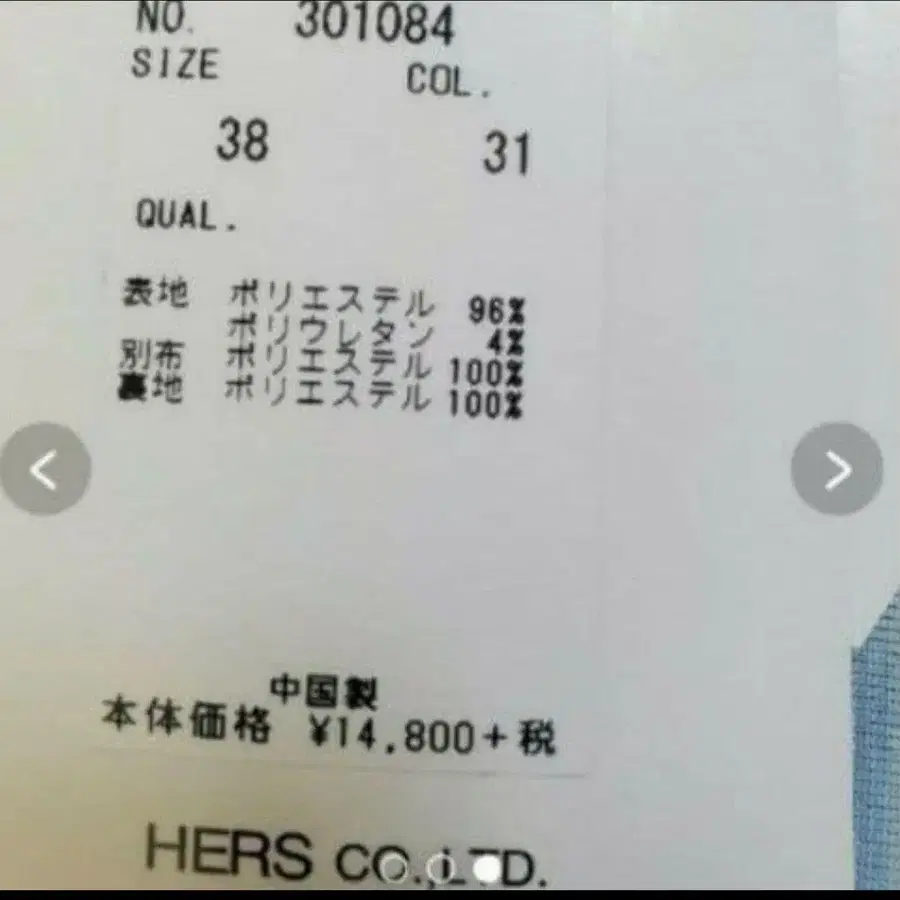 NO. 301084
SIZE COL.
38 31
QUAL.
表地 ポリエステル 96%
ポリウレタン 4%
別布 ポリエステル 100%
裏地 ポリエステル 100%
中国製
本体価格 ¥14,800+税
HERS CO.,LTD.